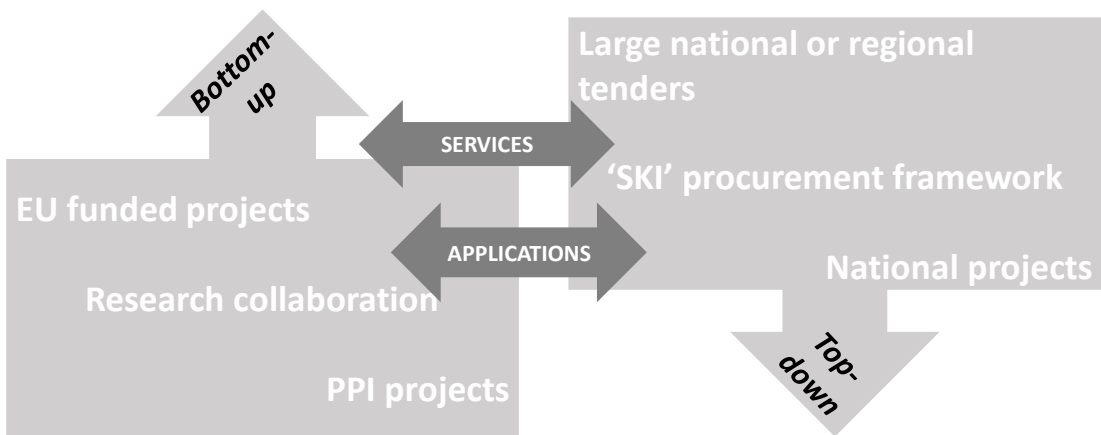 Bottom-
up
EU funded projects
Research collaboration
PPI projects
SERVICES
APPLICATIONS
Large national or regional
tenders
‘SKI’ procurement framework
National projects
Top-
down